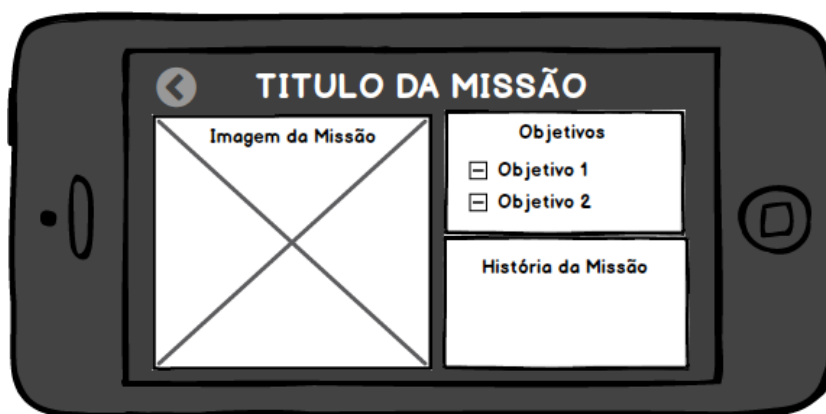 TITULO DA MISSÃO
Imagem da Missão
Objetivos
Objetivo 1
Objetivo 2
História da Missão